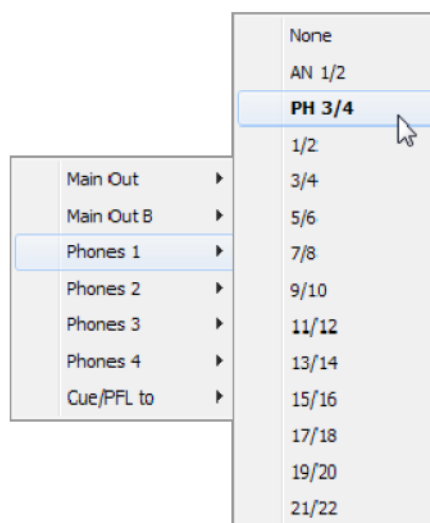 Main Out
Main Out B
Phones 1
Phones 2
Phones 3
Phones 4
Cue/PFL to
None
AN 1/2
PH 3/4
1/2
3/4
5/6
7/8
9/10
11/12
13/14
15/16
17/18
19/20
21/22